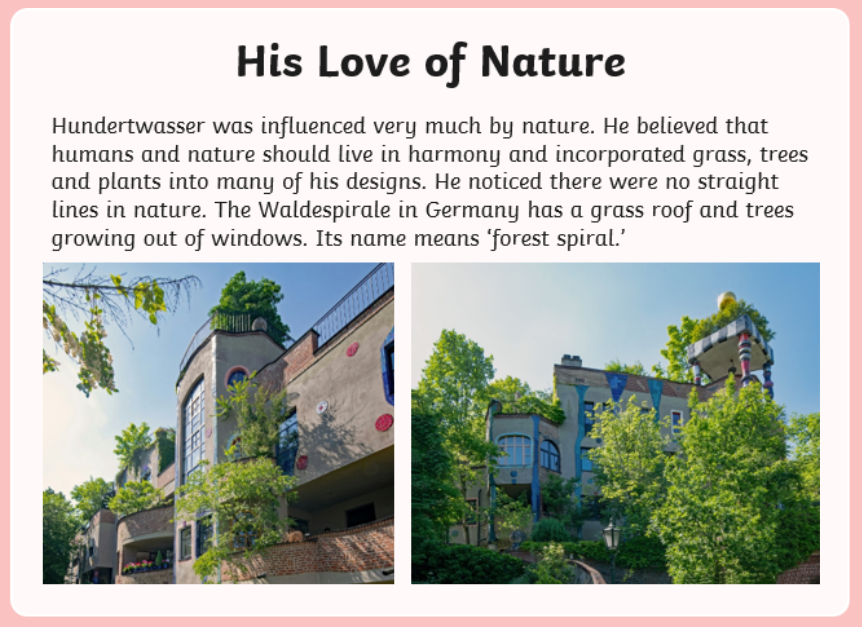 His Love of Nature
Hundertwasser was influenced very much by nature. He believed that
humans and nature should live in harmony and incorporated grass, trees
and plants into many of his designs. He noticed there were no straight
lines in nature. The Waldespirale in Germany has a grass roof and trees
growing out of windows. Its name means ‘forest spiral.’